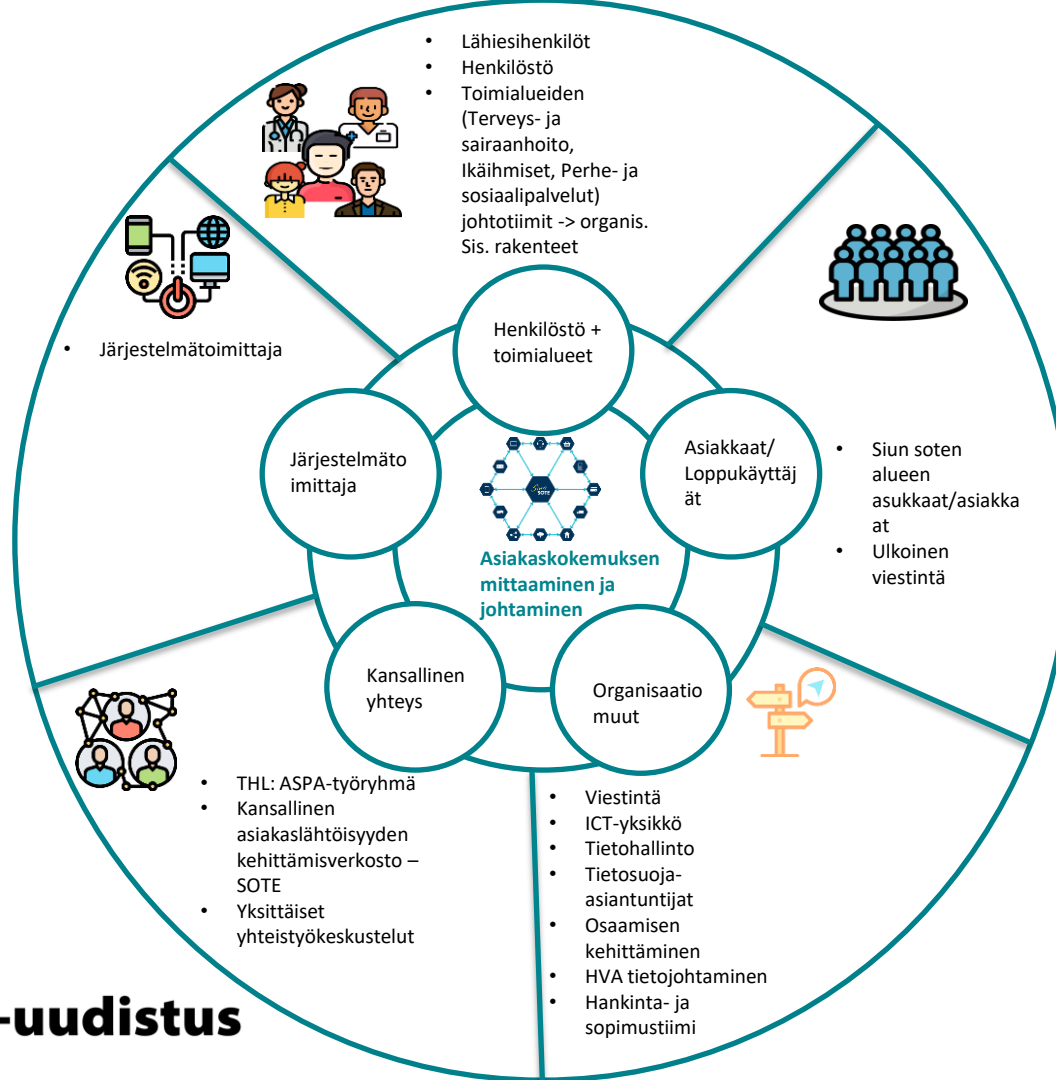 • Lähiesihenkilöt
• Henkilöstö
• Toimialueiden
(Terveys- ja
sairaanhoito,
Ikäihmiset, Perhe- ja
sosiaalipalvelut)
johtotiimit -> organis.
Sis. rakenteet
• Järjestelmätoimittaja
Henkilöstö +
toimialueet
Järjestelmäto
imittaja
Asiakkaat/
Loppukäyttäj
ät
• Siun soten
alueen
asukkaat/asiakka
at
• Ulkoinen
viestintä
Siun
SOTE
Asiakaskokemuksen
mittaaminen ja
johtaminen
Kansallinen
yhteys
Organisaatio
muut
• THL: ASPA-työryhmä
• Kansallinen
asiakaslähtöisyyden
kehittämisverkosto –
SOTE
• Yksittäiset
yhteistyökeskustelut
• Viestintä
• ICT-yksikkö
• Tietohallinto
• Tietosuoja-
asiantuntijat
• Osaamisen
kehittäminen
• HVA tietojohtaminen
• Hankinta- ja
sopimustiimi
-uudistus